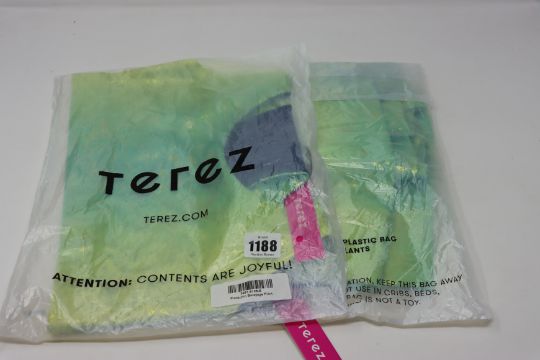 Terez
TEREZ.COM
1188
ATTENTION: CONTENTS ARE JOYFUL!
Terez
PLASTIC BAG
ATION, KEEP THIS BAG AWAY
T USE IN CRIBS, BEDS,
BAG IS NOT A TOY.